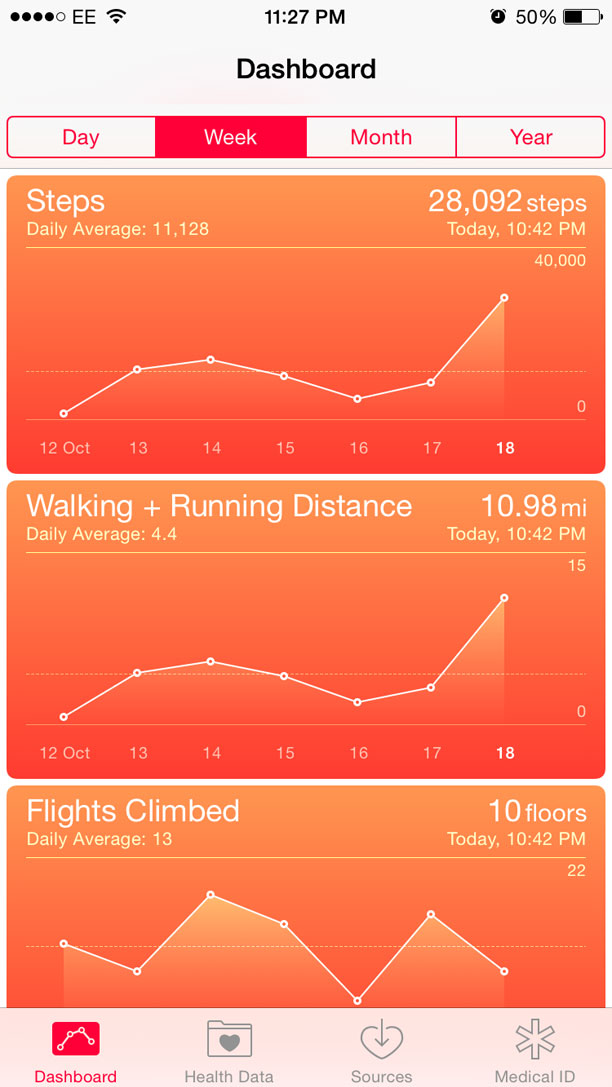 EE 11:27 PM 50%
Dashboard
Day Week Month Year
Steps 28,092 steps
Daily Average: 11,128 Today, 10:42 PM
40,000
0
12 Oct 13 14 15 16 17 18
Walking + Running Distance 10.98 mi
Daily Average: 4.4 Today, 10:42 PM
15
0
12 Oct 13 14 15 16 17 18
Flights Climbed 10 floors
Daily Average: 13 Today, 10:42 PM
22
Dashboard Health Data Sources Medical ID